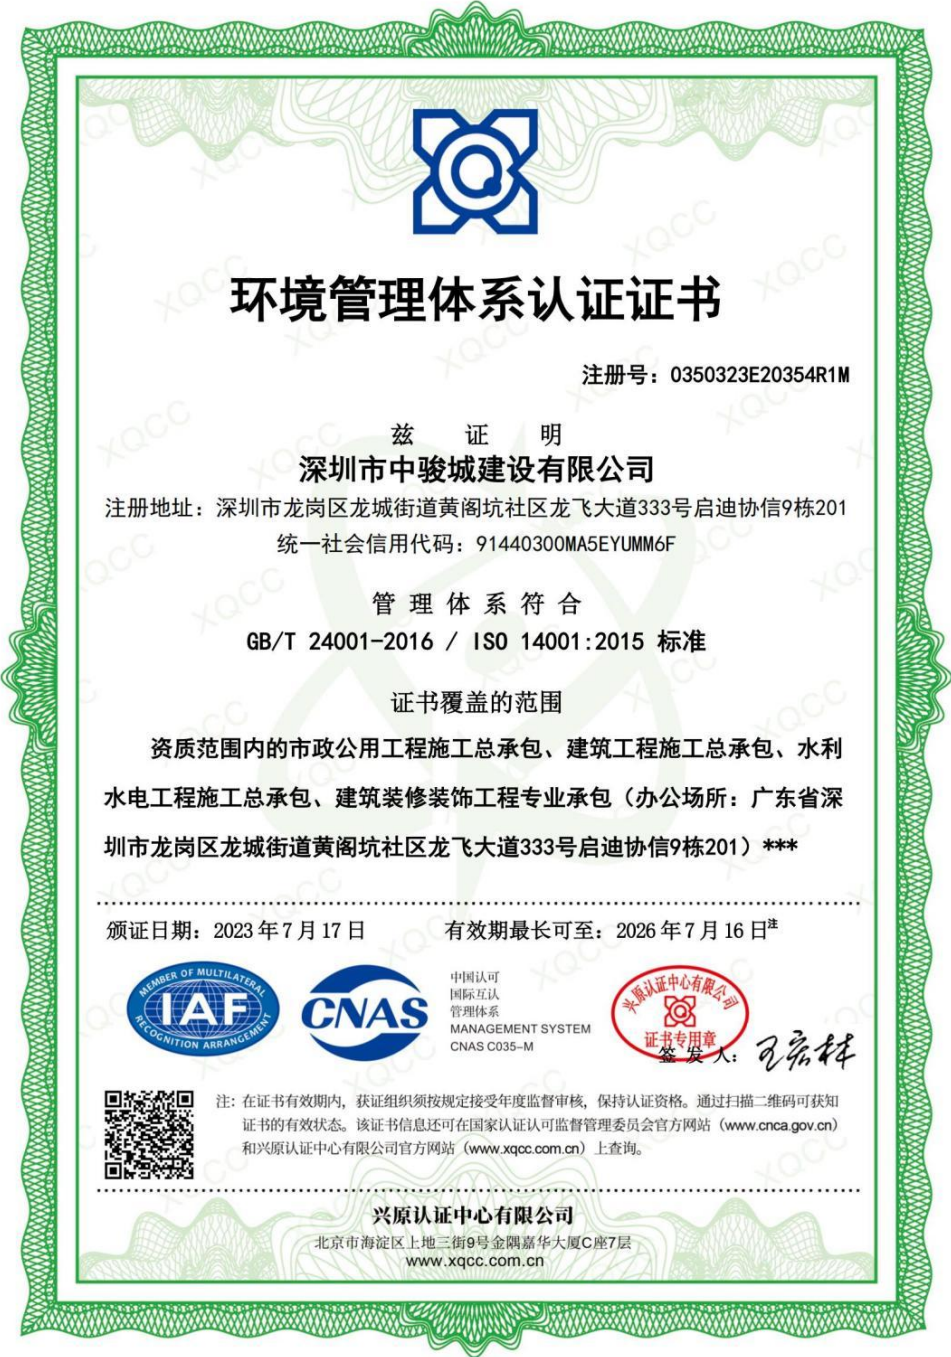 环境管理体系认证证书
注册号：0350323E20354R1M
兹 证 明
深圳市中骏城建设有限公司
注册地址：深圳市龙岗区龙城街道黄阁坑社区龙飞大道333号启迪协信9栋201
统一社会信用代码：91440300MA5EYUMM6F
管 理 体 系 符 合
GB/T 24001-2016 / ISO 14001:2015 标准
证书覆盖的范围
资质范围内的市政公用工程施工总承包、建筑工程施工总承包、水利
水电工程施工总承包、建筑装修装饰工程专业承包（办公场所：广东省深
圳市龙岗区龙城街道黄阁坑社区龙飞大道333号启迪协信9栋201）***
颁证日期：2023 年 7 月 17 日
有效期最长可至：2026 年 7 月 16 日注
MEMBER OF MULTILATERAL
IAF
RECOGNITION ARRANGEMENT
CNAS
中国认可
国际互认
管理体系
MANAGEMENT SYSTEM
CNAS C035-M
兴原认证中心有限公司
证书专用章
签 发 人：
注：在证书有效期内，获证组织须按规定接受年度监督审核，保持认证资格。通过扫描二维码可获知
证书的有效状态。该证书信息还可在国家认证认可监督管理委员会官方网站（www.cnca.gov.cn）
和兴原认证中心有限公司官方网站（www.xqcc.com.cn）上查询。
兴原认证中心有限公司
北京市海淀区上地三街9号金隅嘉华大厦C座7层
www.xqcc.com.cn